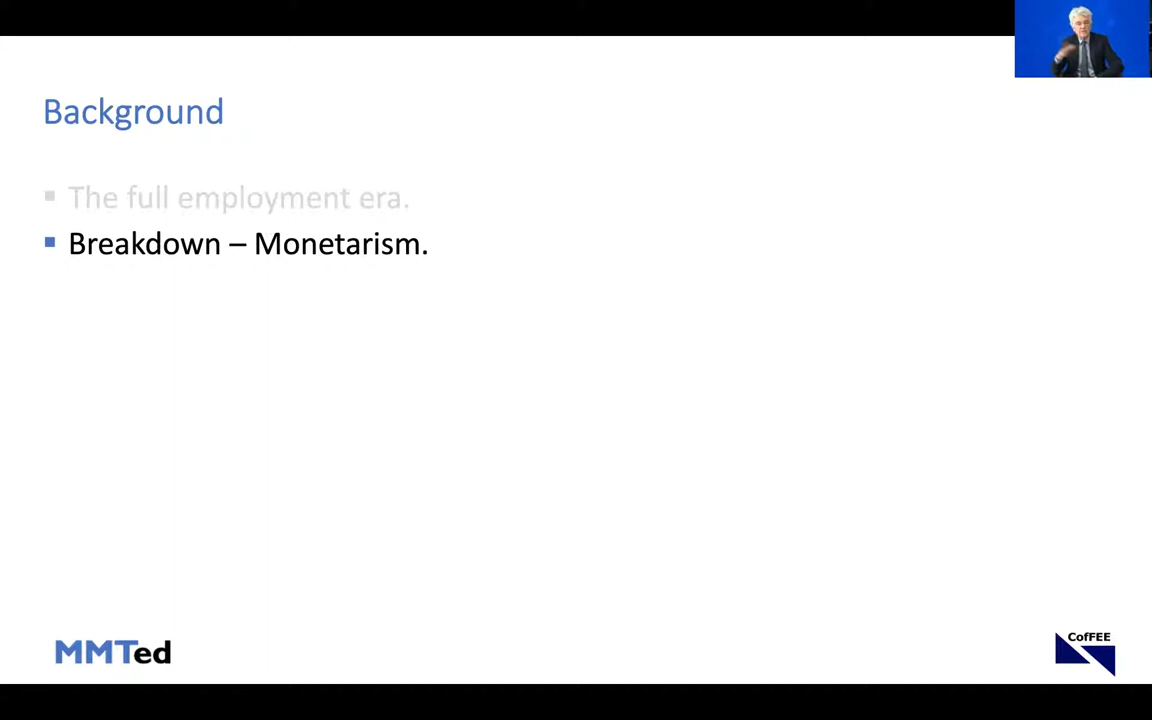 Background
▪ The full employment era.
▪ Breakdown – Monetarism.
MMTed
CofFEE